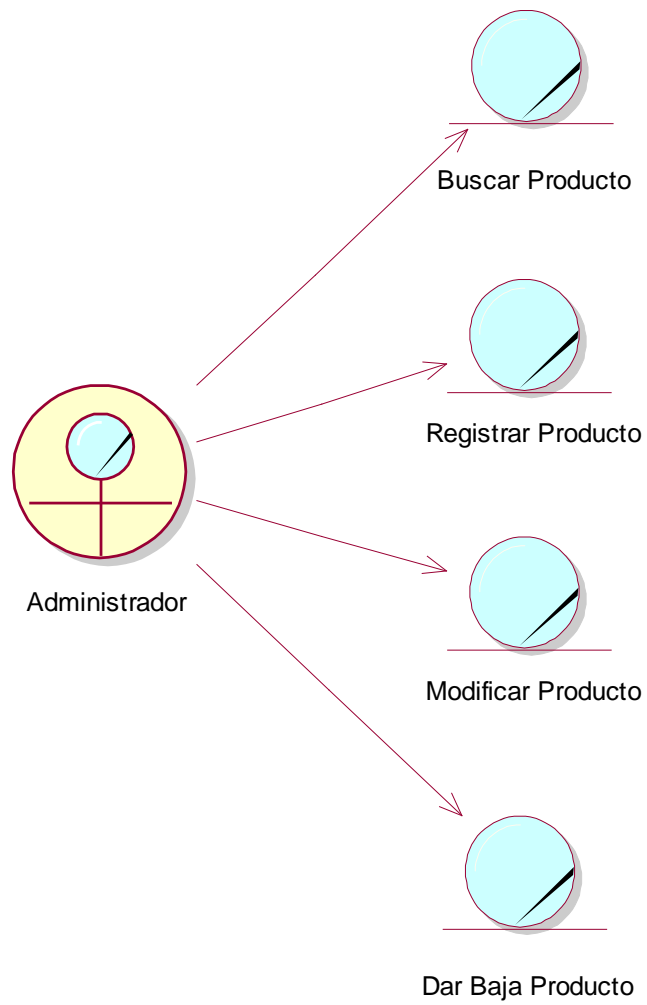 Buscar Producto
Registrar Producto
Administrador
Modificar Producto
Dar Baja Producto